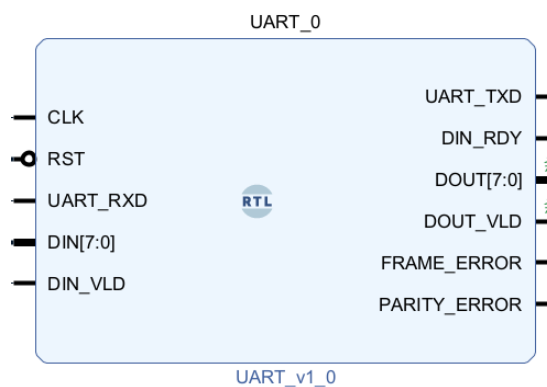 UART_0
CLK
RST
UART_RXD
DIN[7:0]
DIN_VLD
RTL
UART_TXD
DIN_RDY
DOUT[7:0]
DOUT_VLD
FRAME_ERROR
PARITY_ERROR
UART_v1_0